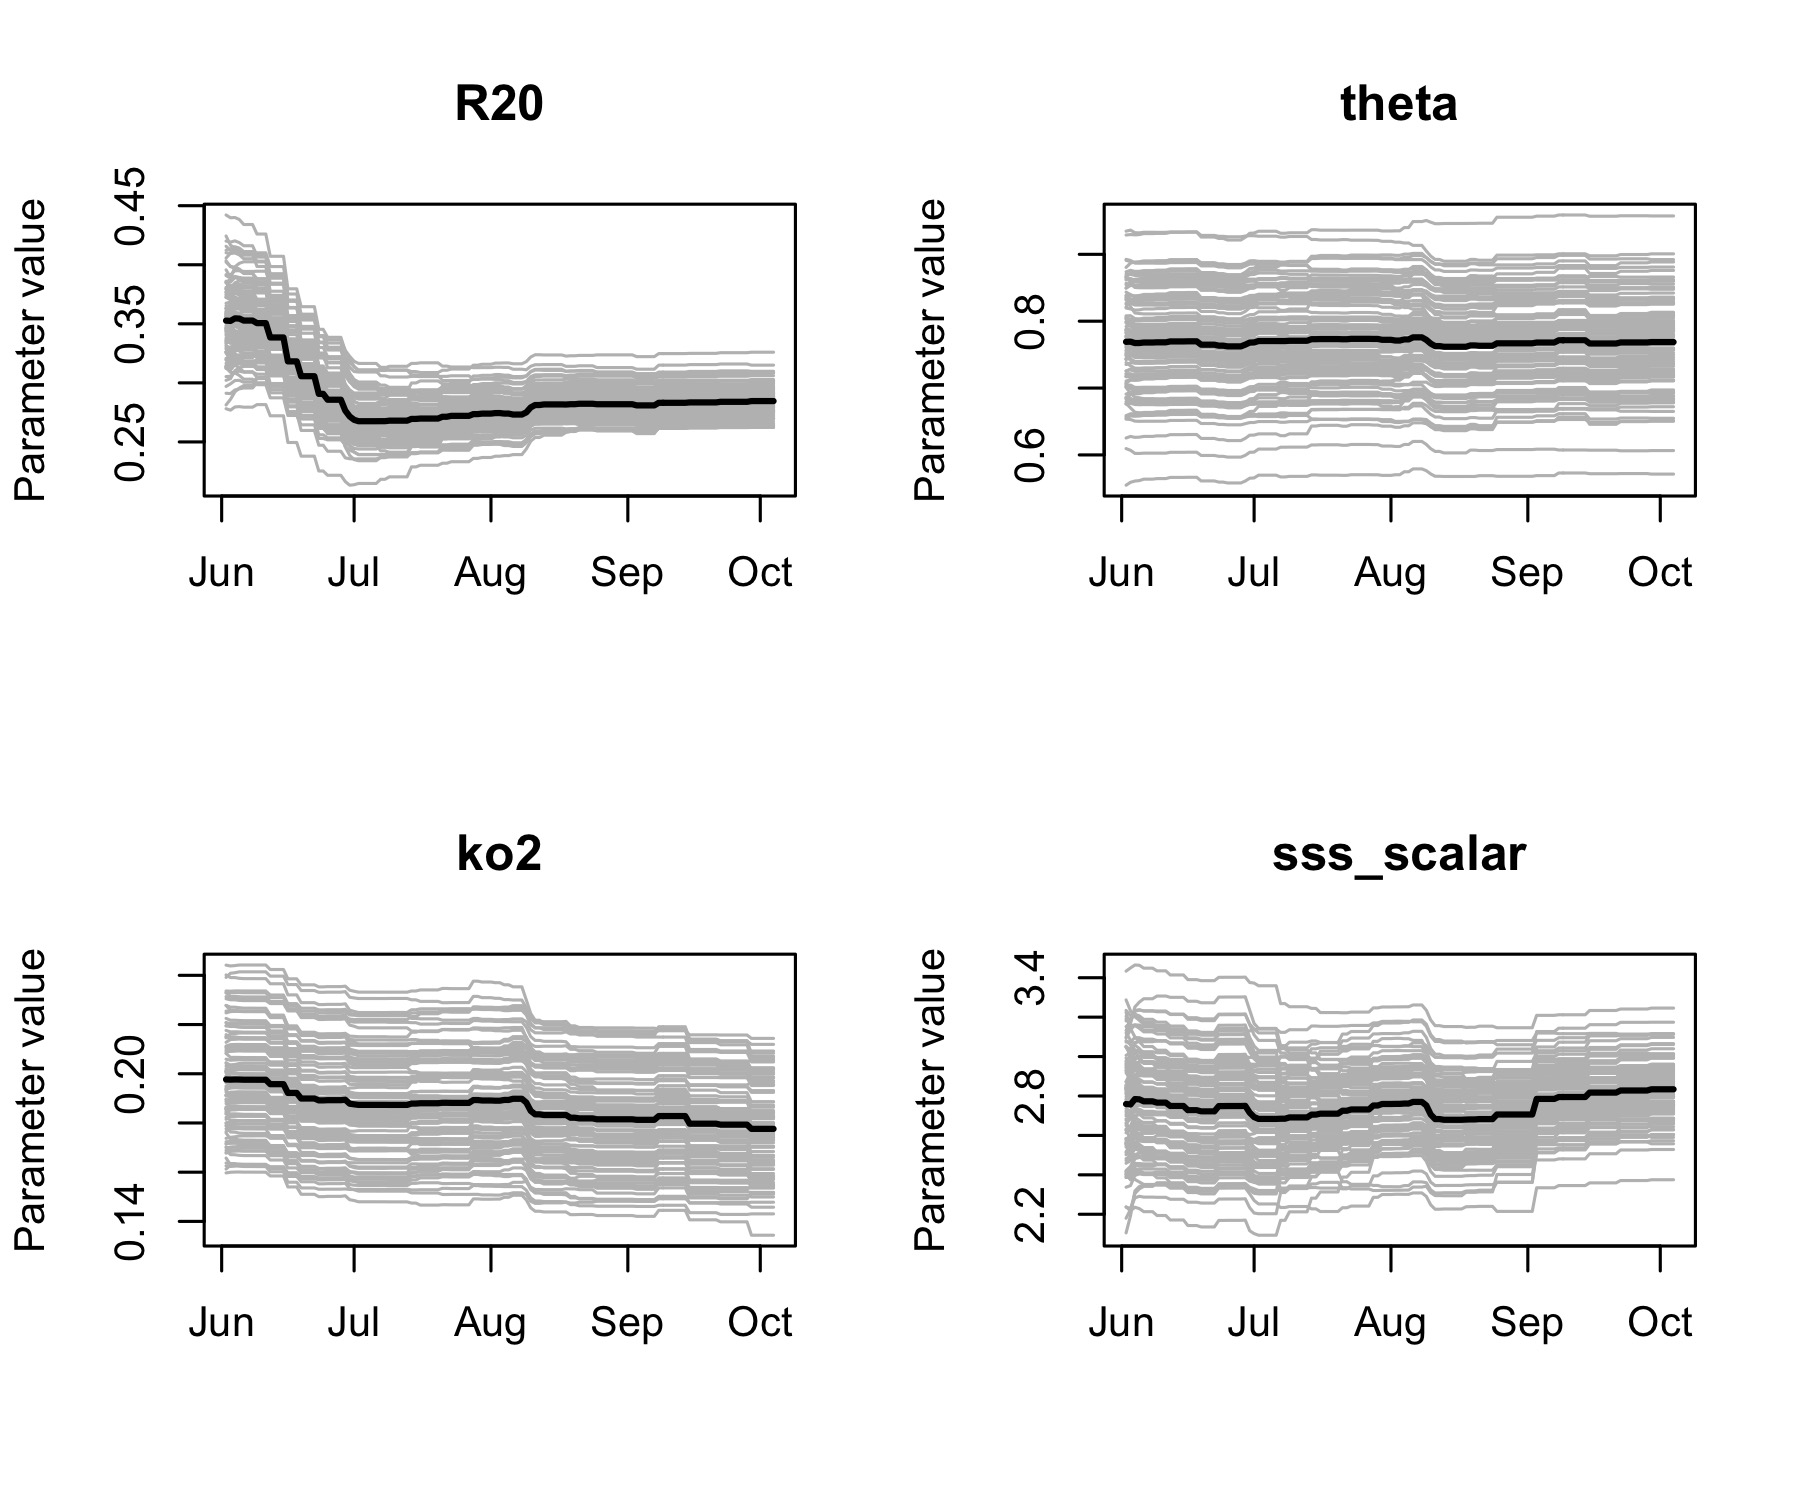 R20
Parameter value
0.45
0.35
0.25
Jun Jul Aug Sep Oct
theta
Parameter value
0.8
0.6
Jun Jul Aug Sep Oct
ko2
Parameter value
0.20
0.14
Jun Jul Aug Sep Oct
sss_scalar
Parameter value
3.4
2.8
2.2
Jun Jul Aug Sep Oct